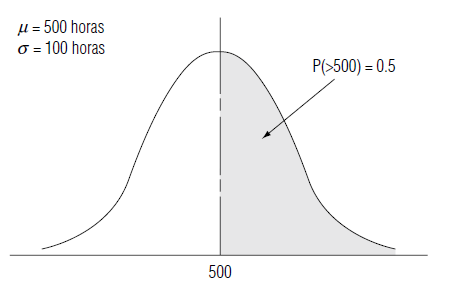 μ = 500 horas
σ = 100 horas
P(>500) = 0.5
500